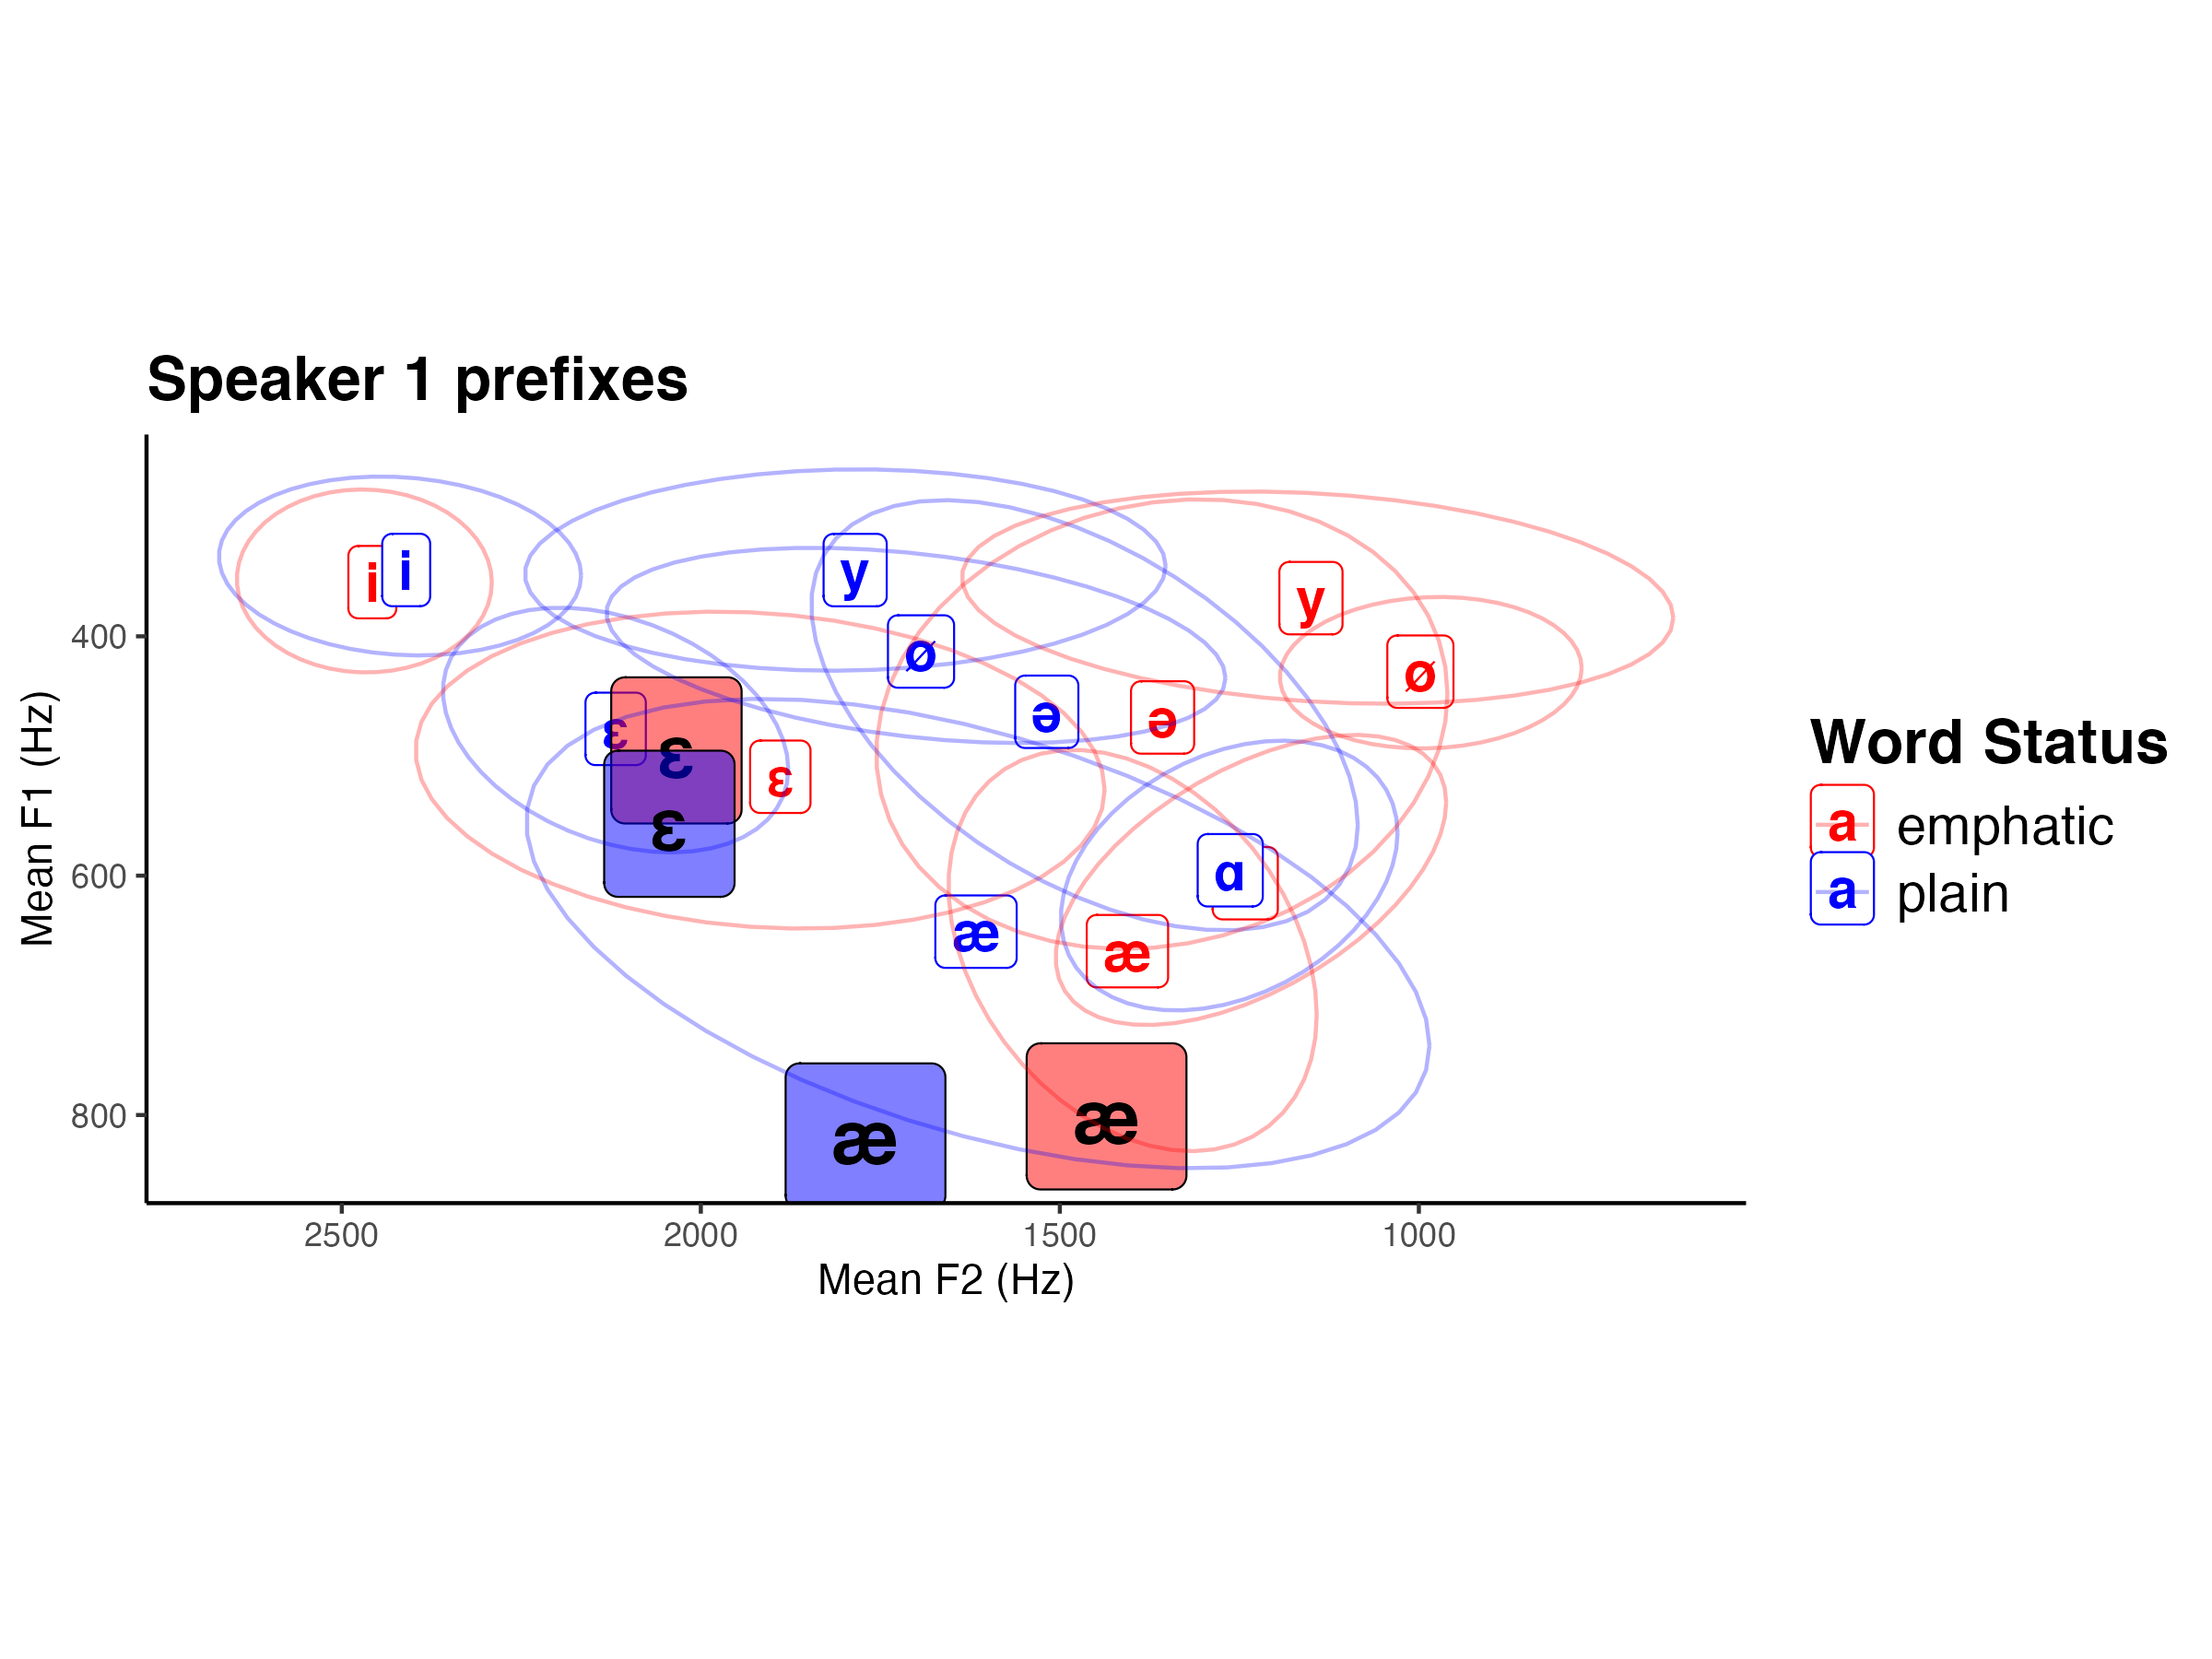 Speaker 1 prefixes
i
i
y
y
ø
ø
ə
ə
ɛ
ɛ
ɛ
ɛ
ɑ
æ
æ
æ
æ
400
600
800
Mean F1 (Hz)
2500 2000 1500 1000
Mean F2 (Hz)
Word Status
a emphatic
a plain